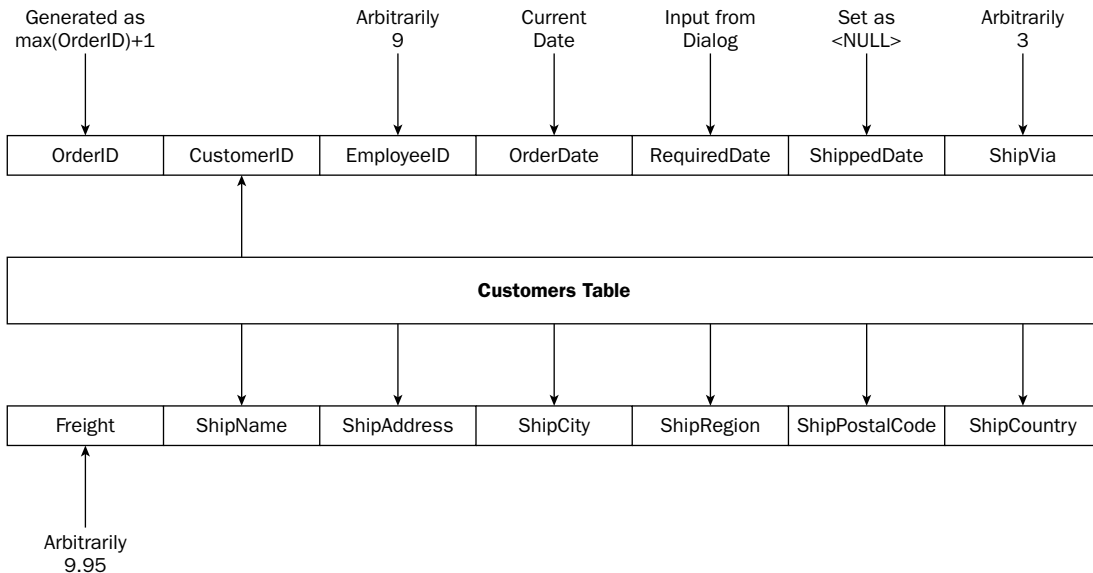 Generated as
max(OrderID)+1
Arbitrarily
9
Current
Date
Input from
Dialog
Set as
<NULL>
Arbitrarily
3
OrderID CustomerID EmployeeID OrderDate RequiredDate ShippedDate ShipVia
Customers Table
Freight ShipName ShipAddress ShipCity ShipRegion ShipPostalCode ShipCountry
Arbitrarily
9.95